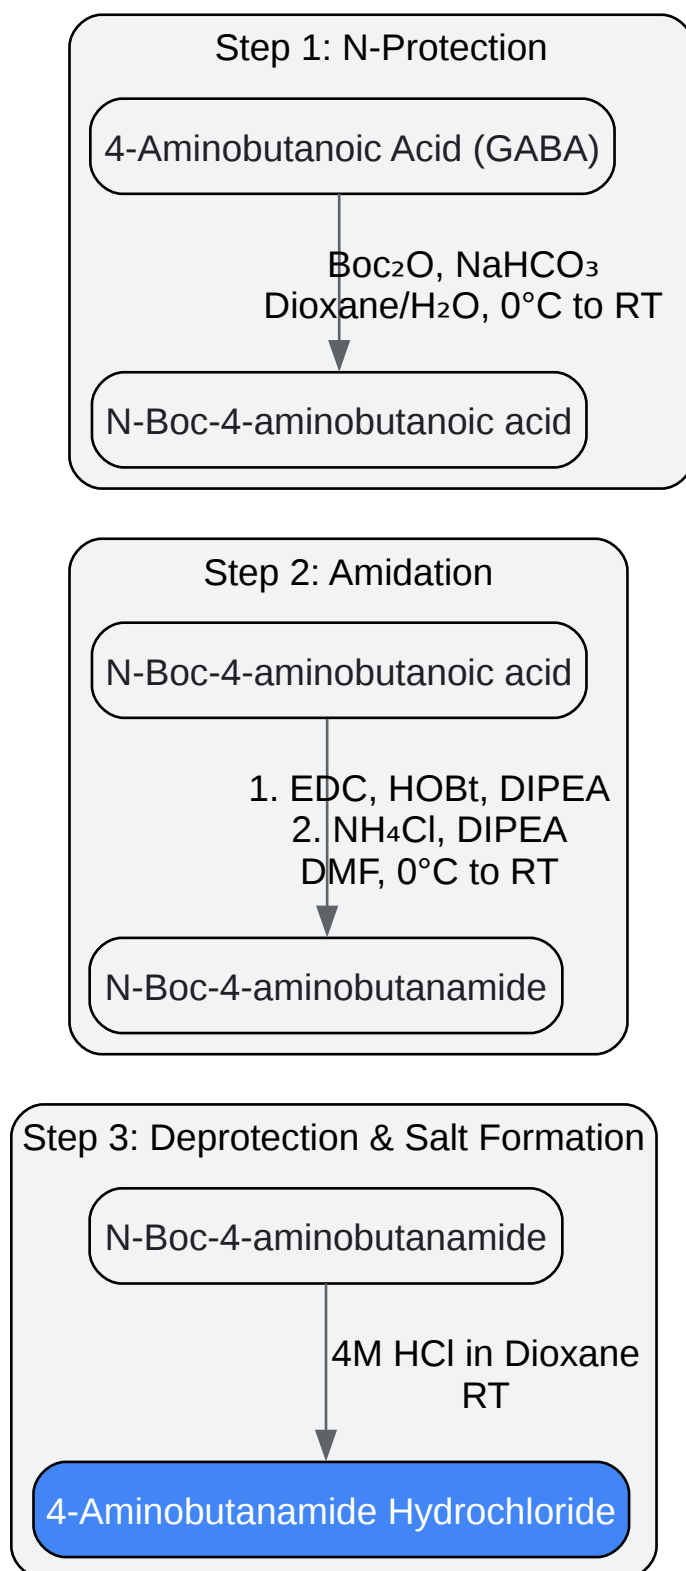 Step 1: N-Protection
4-Aminobutanoic Acid (GABA)
Boc₂O, NaHCO₃
Dioxane/H₂O, 0°C to RT
N-Boc-4-aminobutanoic acid
Step 2: Amidation
N-Boc-4-aminobutanoic acid
1. EDC, HOBt, DIPEA
2. NH₄Cl, DIPEA
DMF, 0°C to RT
N-Boc-4-aminobutanamide
Step 3: Deprotection & Salt Formation
N-Boc-4-aminobutanamide
4M HCl in Dioxane
RT
4-Aminobutanamide Hydrochloride